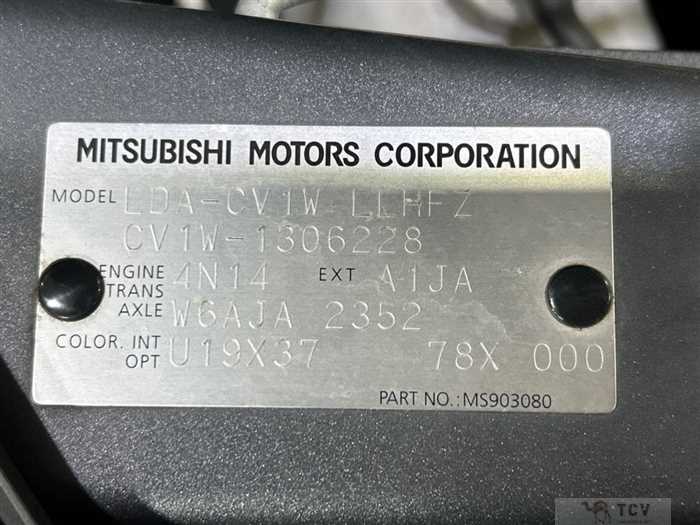 MITSUBISHI MOTORS CORPORATION
MODEL LDA-CV1W LLHFZ
CV1W-1306228
ENGINE 4N14 EXT A1JA
TRANS
AXLE W6AJA 2352
COLOR. INT
OPT U19X37 78X 000
PART NO.:MS903080
TCV